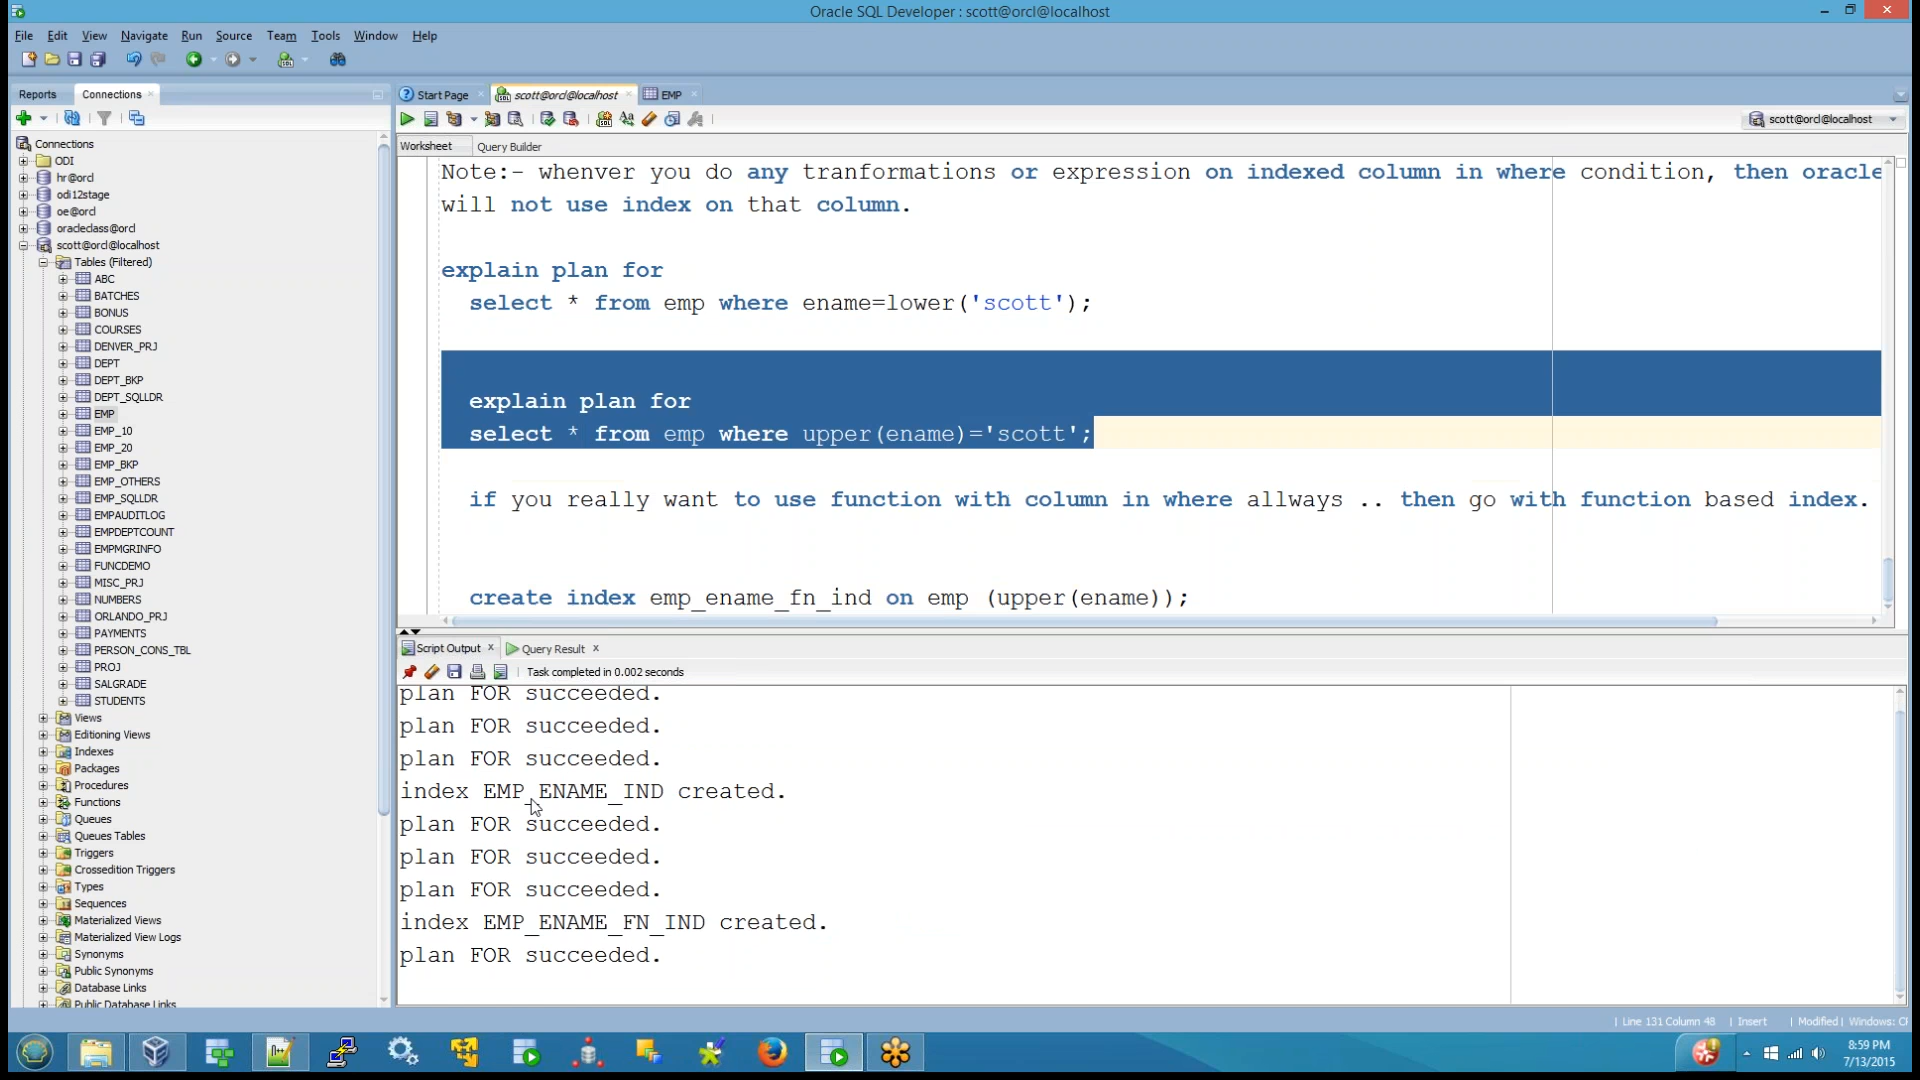 Oracle SQL Developer : scott@orcl@localhost
File Edit View Navigate Run Source Team Tools Window Help
Reports Connections
Start Page scott@orcl@localhost EMP
scott@orcl@localhost
Worksheet Query Builder
Connections
ODI
hr@orcl
odi12stage
oe@orcl
oracleclass@orcl
scott@orcl@localhost
Tables (Filtered)
ABC
BATCHES
BONUS
COURSES
DENVER_PRJ
DEPT
DEPT_BKP
DEPT_SQLLDR
EMP
EMP_10
EMP_20
EMP_BKP
EMP_OTHERS
EMP_SQLLDR
EMPAUDITLOG
EMPDEPTCOUNT
EMPMGRINFO
FUNCDEMO
MISC_PRJ
NUMBERS
ORLANDO_PRJ
PAYMENTS
PERSON_CONS_TBL
PROJ
SALGRADE
STUDENTS
Views
Editioning Views
Indexes
Packages
Procedures
Functions
Queues
Queues Tables
Triggers
Crossedition Triggers
Types
Sequences
Materialized Views
Materialized View Logs
Synonyms
Public Synonyms
Database Links
Public Database Links
Note:- whenver you do any tranformations or expression on indexed column in where condition, then oracle
will not use index on that column.
explain plan for
select * from emp where ename=lower('scott');
explain plan for
select * from emp where upper(ename)='scott';
if you really want to use function with column in where allways .. then go with function based index.
create index emp_ename_fn_ind on emp (upper(ename));
Script Output Query Result
Task completed in 0.002 seconds
plan FOR succeeded.
plan FOR succeeded.
plan FOR succeeded.
index EMP_ENAME_IND created.
plan FOR succeeded.
plan FOR succeeded.
plan FOR succeeded.
index EMP_ENAME_FN_IND created.
plan FOR succeeded.
Line 131 Column 48 Insert Modified Windows:
8:59 PM
7/13/2015